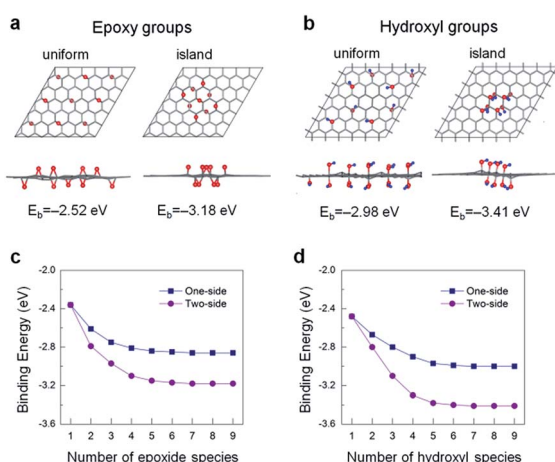 a
Epoxy groups
uniform island
E_b=−2.52 eV E_b=−3.18 eV
b
Hydroxyl groups
uniform island
E_b=−2.98 eV E_b=−3.41 eV
c
Binding Energy (eV)
-2.0
-2.4
-2.8
-3.2
-3.6
One-side
Two-side
1 2 3 4 5 6 7 8 9
Number of epoxide species
d
Binding Energy (eV)
-2.0
-2.4
-2.8
-3.2
-3.6
One-side
Two-side
1 2 3 4 5 6 7 8 9
Number of hydroxyl species